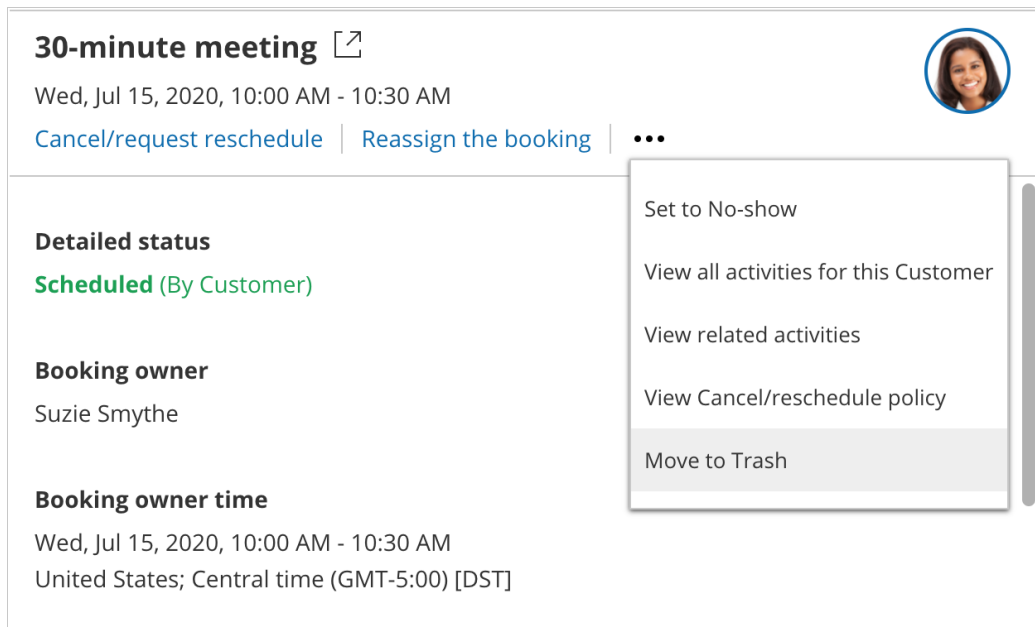 30-minute meeting
Wed, Jul 15, 2020, 10:00 AM - 10:30 AM
Cancel/request reschedule
Reassign the booking
•••
Set to No-show
View all activities for this Customer
View related activities
View Cancel/reschedule policy
Move to Trash
Detailed status
Scheduled (By Customer)
Booking owner
Suzie Smythe
Booking owner time
Wed, Jul 15, 2020, 10:00 AM - 10:30 AM
United States; Central time (GMT-5:00) [DST]